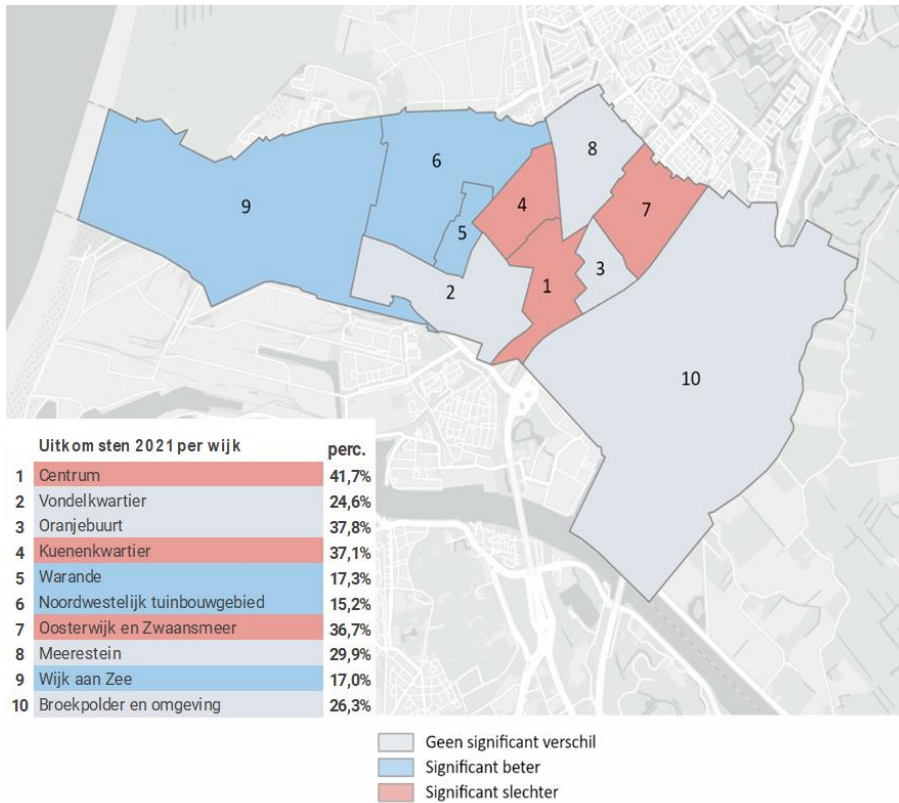 8
6
9
4
7
5
3
2
1
10
Uitkomsten 2021 per wijk perc.
1 Centrum 41,7%
2 Vondelkwartier 24,6%
3 Oranjebuurt 37,8%
4 Kuenenkwartier 37,1%
5 Warande 17,3%
6 Noordwestelijk tuinbouwgebied 15,2%
7 Oosterwijk en Zwaansmeer 36,7%
8 Meerestein 29,9%
9 Wijk aan Zee 17,0%
10 Broekpolder en omgeving 26,3%
Geen significant verschil
Significant beter
Significant slechter